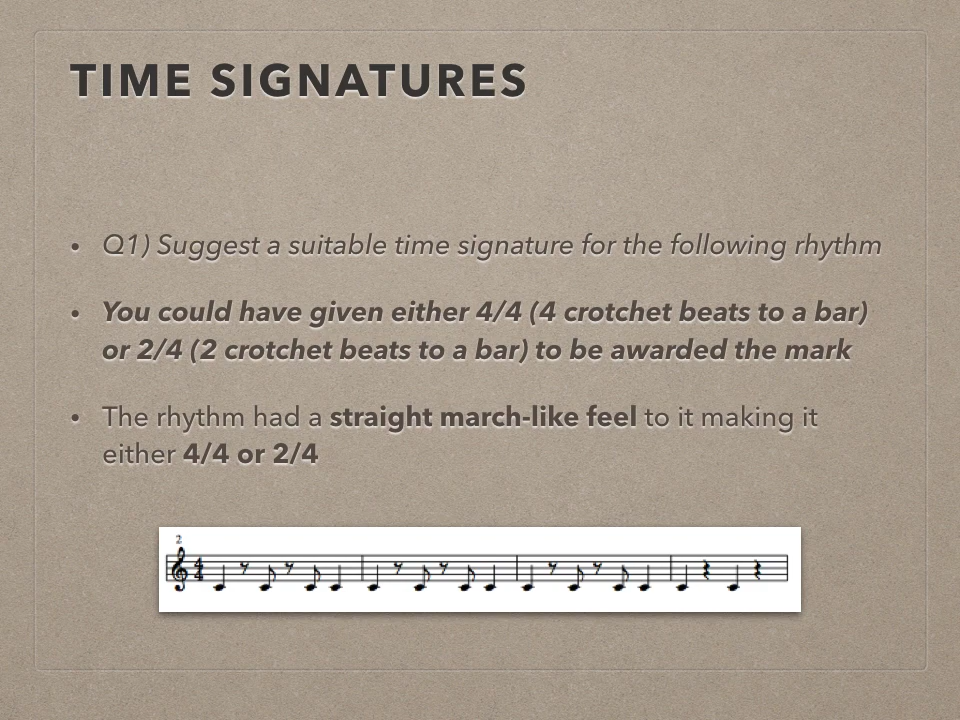 TIME SIGNATURES
• Q1) Suggest a suitable time signature for the following rhythm
• You could have given either 4/4 (4 crotchet beats to a bar)
or 2/4 (2 crotchet beats to a bar) to be awarded the mark
• The rhythm had a straight march-like feel to it making it
either 4/4 or 2/4
2
4
4